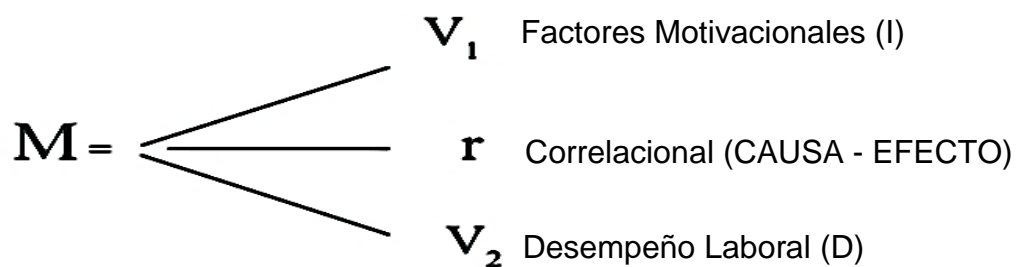 V₁ Factores Motivacionales (I)
M = r Correlacional (CAUSA - EFECTO)
V₂ Desempeño Laboral (D)